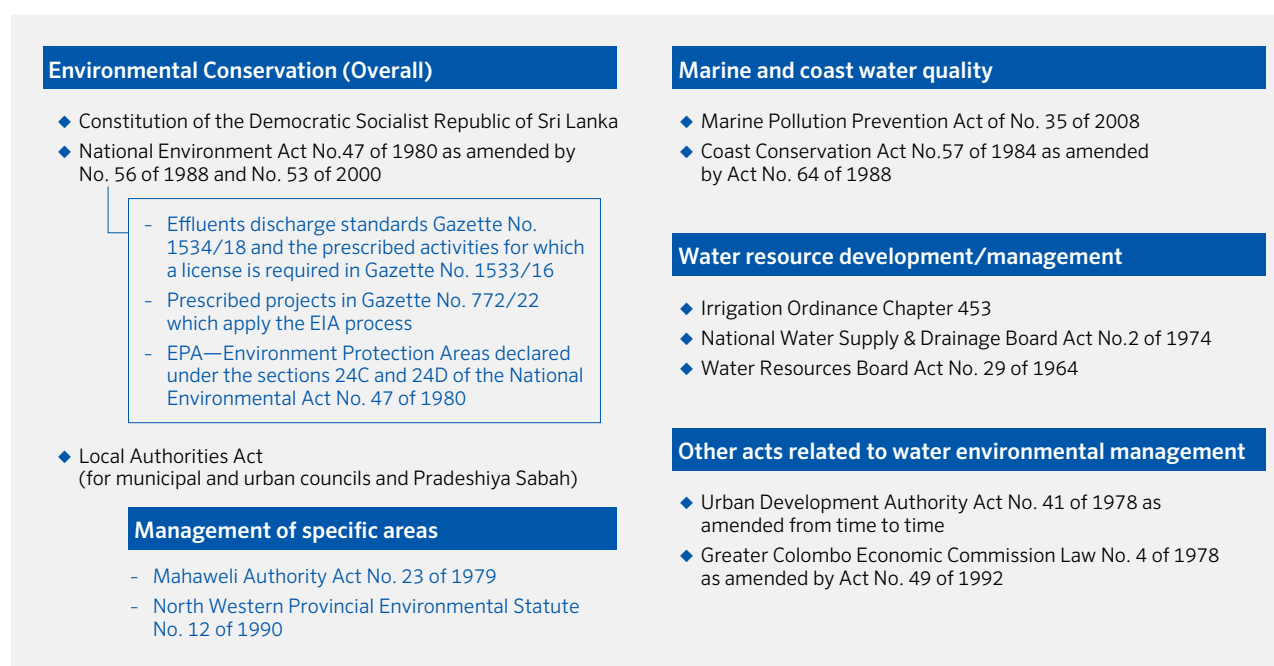 Environmental Conservation (Overall)
◆ Constitution of the Democratic Socialist Republic of Sri Lanka
◆ National Environment Act No.47 of 1980 as amended by
No. 56 of 1988 and No. 53 of 2000
– Effluents discharge standards Gazette No.
1534/18 and the prescribed activities for which
a license is required in Gazette No. 1533/16
– Prescribed projects in Gazette No. 772/22
which apply the EIA process
– EPA—Environment Protection Areas declared
under the sections 24C and 24D of the National
Environmental Act No. 47 of 1980
◆ Local Authorities Act
(for municipal and urban councils and Pradeshiya Sabah)
Management of specific areas
– Mahaweli Authority Act No. 23 of 1979
– North Western Provincial Environmental Statute
No. 12 of 1990
Marine and coast water quality
◆ Marine Pollution Prevention Act of No. 35 of 2008
◆ Coast Conservation Act No.57 of 1984 as amended
by Act No. 64 of 1988
Water resource development/management
◆ Irrigation Ordinance Chapter 453
◆ National Water Supply & Drainage Board Act No.2 of 1974
◆ Water Resources Board Act No. 29 of 1964
Other acts related to water environmental management
◆ Urban Development Authority Act No. 41 of 1978 as
amended from time to time
◆ Greater Colombo Economic Commission Law No. 4 of 1978
as amended by Act No. 49 of 1992